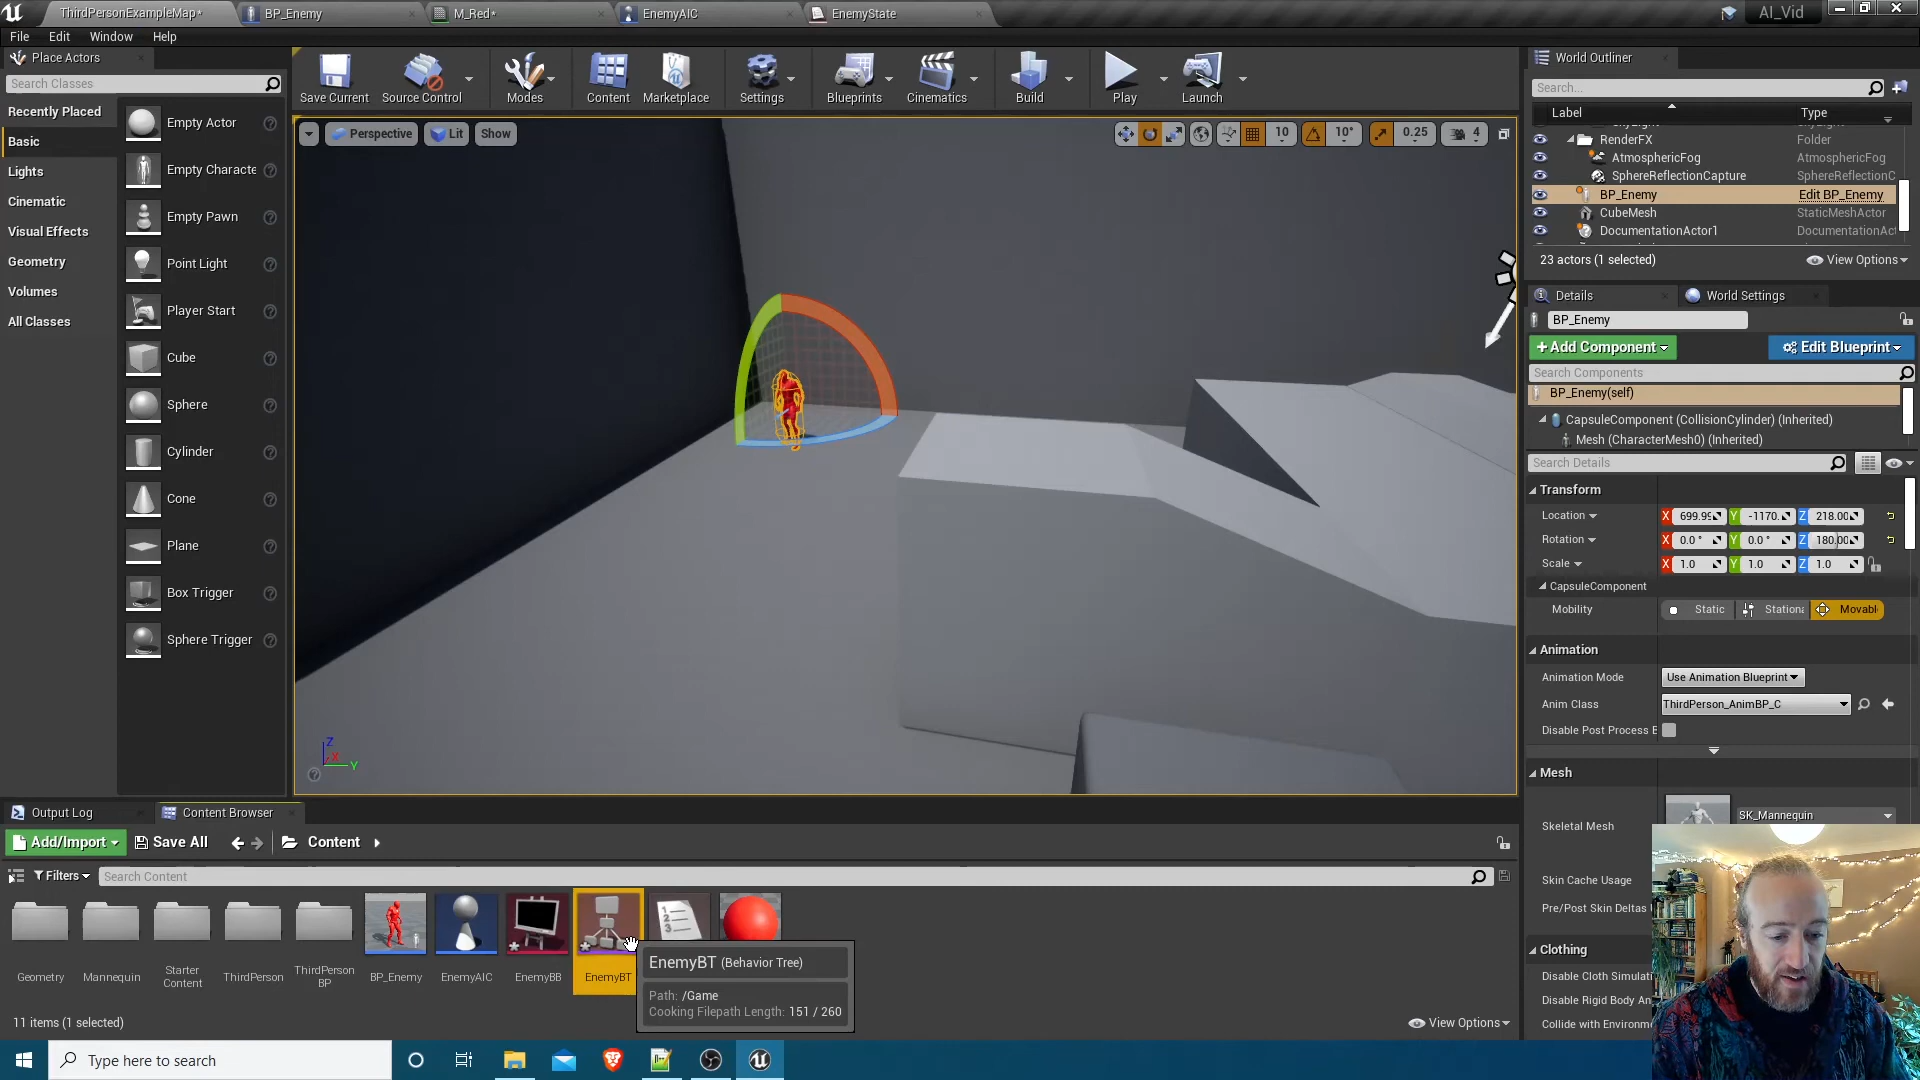 ThirdPersonExampleMap*
BP_Enemy
M_Red*
EnemyAIC
EnemyState
AI_Vid
File
Edit
Window
Help
Place Actors
Search Classes
Recently Placed
Basic
Lights
Cinematic
Visual Effects
Geometry
Volumes
All Classes
Empty Actor
Empty Characte
Empty Pawn
Point Light
Player Start
Cube
Sphere
Cylinder
Cone
Plane
Box Trigger
Sphere Trigger
Save Current
Source Control
Modes
Content
Marketplace
Settings
Blueprints
Cinematics
Build
Play
Launch
Perspective
Lit
Show
10
10°
0.25
4
Z
X
Y
World Outliner
Search...
Label
Type
RenderFX
Folder
AtmosphericFog
AtmosphericFog
SphereReflectionCapture
SphereReflectionC
BP_Enemy
Edit BP_Enemy
CubeMesh
StaticMeshActor
DocumentationActor1
DocumentationAct
23 actors (1 selected)
View Options
Details
World Settings
BP_Enemy
+Add Component
Edit Blueprint
Search Components
BP_Enemy(self)
CapsuleComponent (CollisionCylinder) (Inherited)
Mesh (CharacterMesh0) (Inherited)
Search Details
Transform
Location
X 699.99
Y -1170.
Z 218.00
Rotation
X 0.0 °
Y 0.0 °
Z 180.00
Scale
X 1.0
Y 1.0
Z 1.0
CapsuleComponent
Mobility
Static
Stationa
Movabl
Animation
Animation Mode
Use Animation Blueprint
Anim Class
ThirdPerson_AnimBP_C
Disable Post Process B
Mesh
Skeletal Mesh
SK_Mannequin
Skin Cache Usage
Pre/Post Skin Deltas
Clothing
Disable Cloth Simulati
Disable Rigid Body An
Collide with Environme
Output Log
Content Browser
Add/Import
Save All
Content
Filters
Search Content
Geometry
Mannequin
Starter
Content
ThirdPerson
ThirdPerson
BP
BP_Enemy
EnemyAIC
EnemyBB
EnemyBT
1
2
3
EnemyBT (Behavior Tree)
Path: /Game
Cooking Filepath Length: 151 / 260
11 items (1 selected)
View Options
Type here to search